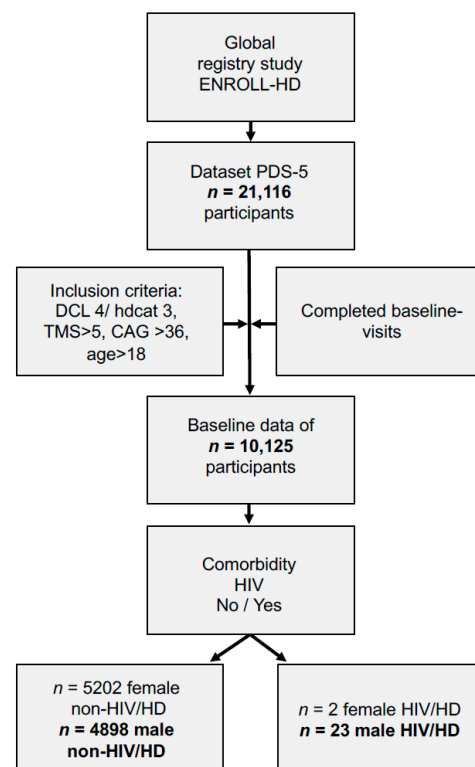 Global
registry study
ENROLL-HD
Dataset PDS-5
n = 21,116
participants
Inclusion criteria:
DCL 4/ hdcat 3,
TMS>5, CAG >36,
age>18
Completed baseline-
visits
Baseline data of
n = 10,125
participants
Comorbidity
HIV
No / Yes
n = 5202 female
non-HIV/HD
n = 4898 male
non-HIV/HD
n = 2 female HIV/HD
n = 23 male HIV/HD